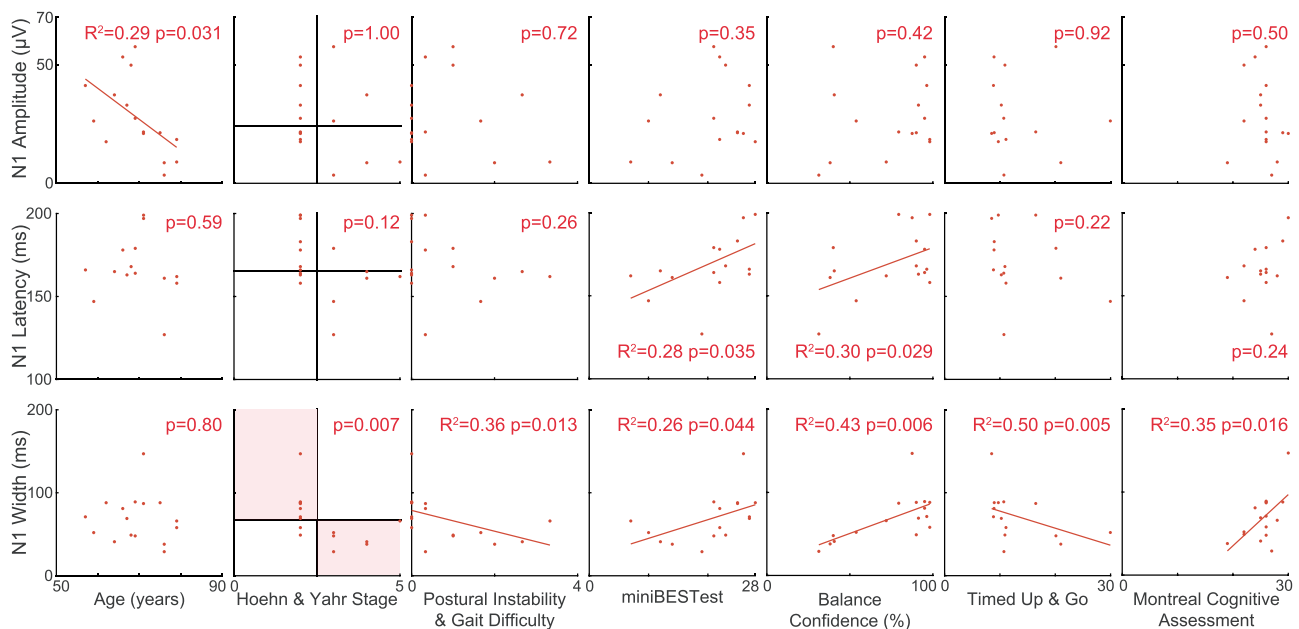 N1 Amplitude (µV)
70
50
0
R²=0.29 p=0.031
p=1.00
p=0.72
p=0.35
p=0.42
p=0.92
p=0.50
N1 Latency (ms)
200
150
100
p=0.59
p=0.12
p=0.26
R²=0.28 p=0.035
R²=0.30 p=0.029
p=0.22
p=0.24
N1 Width (ms)
200
100
0
p=0.80
p=0.007
R²=0.36 p=0.013
R²=0.26 p=0.044
R²=0.43 p=0.006
R²=0.50 p=0.005
R²=0.35 p=0.016
50 90
Age (years)
0 5
Hoehn & Yahr Stage
0 4
Postural Instability
& Gait Difficulty
0 28
miniBESTest
0 100
Balance
Confidence (%)
0 30
Timed Up & Go
0 30
Montreal Cognitive
Assessment